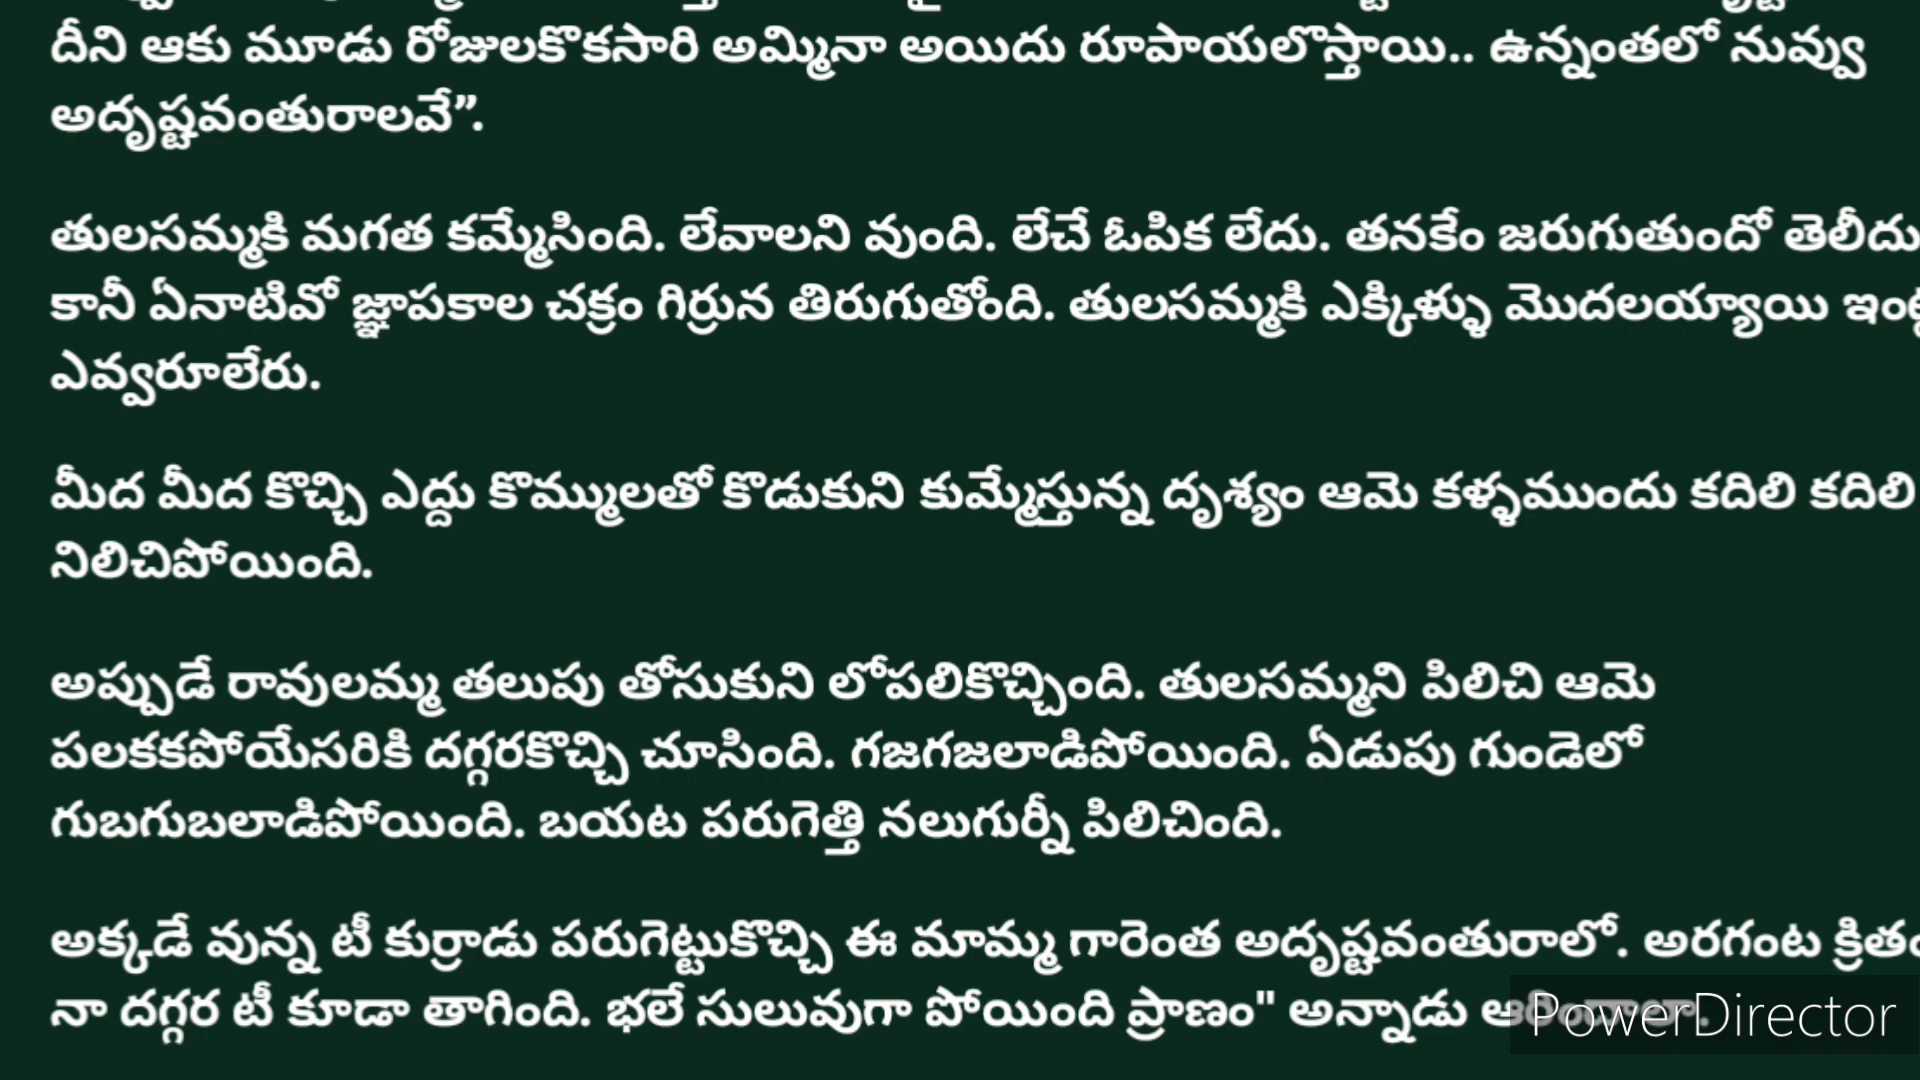 దీని ఆకు మూడు రోజులకొకసారి అమ్మినా అయిదు రూపాయలొస్తాయి.. ఉన్నంతలో నువ్వు
అదృష్టవంతురాలవే”.
తులసమ్మకి మగత కమ్మేసింది. లేవాలని వుంది. లేచే ఓపిక లేదు. తనకేం జరుగుతుందో తెలీదు
కానీ ఏనాటివో జ్ఞాపకాల చక్రం గిర్రున తిరుగుతోంది. తులసమ్మకి ఎక్కిళ్ళు మొదలయ్యాయి
ఎవ్వరూలేరు.
మీద మీద కొచ్చి ఎద్దు కొమ్ములతో కొడుకుని కుమ్మేస్తున్న దృశ్యం ఆమె కళ్ళముందు కదిలి కదిలి
నిలిచిపోయింది.
అప్పుడే రావులమ్మ తలుపు తోసుకుని లోపలికొచ్చింది. తులసమ్మని పిలిచి ఆమె
పలకకపోయేసరికి దగ్గరకొచ్చి చూసింది. గజగజలాడిపోయింది. ఏడుపు గుండెలో
గుబగుబలాడిపోయింది. బయట పరుగెత్తి నలుగుర్నీ పిలిచింది.
అక్కడే వున్న టీ కుర్రాడు పరుగెట్టుకొచ్చి ఈ మామ్మ గారెంత అదృష్టవంతురాలో. అరగంట
నా దగ్గర టీ కూడా తాగింది. భలే సులువుగా పోయింది ప్రాణం" అన్నాడు
PowerDirector